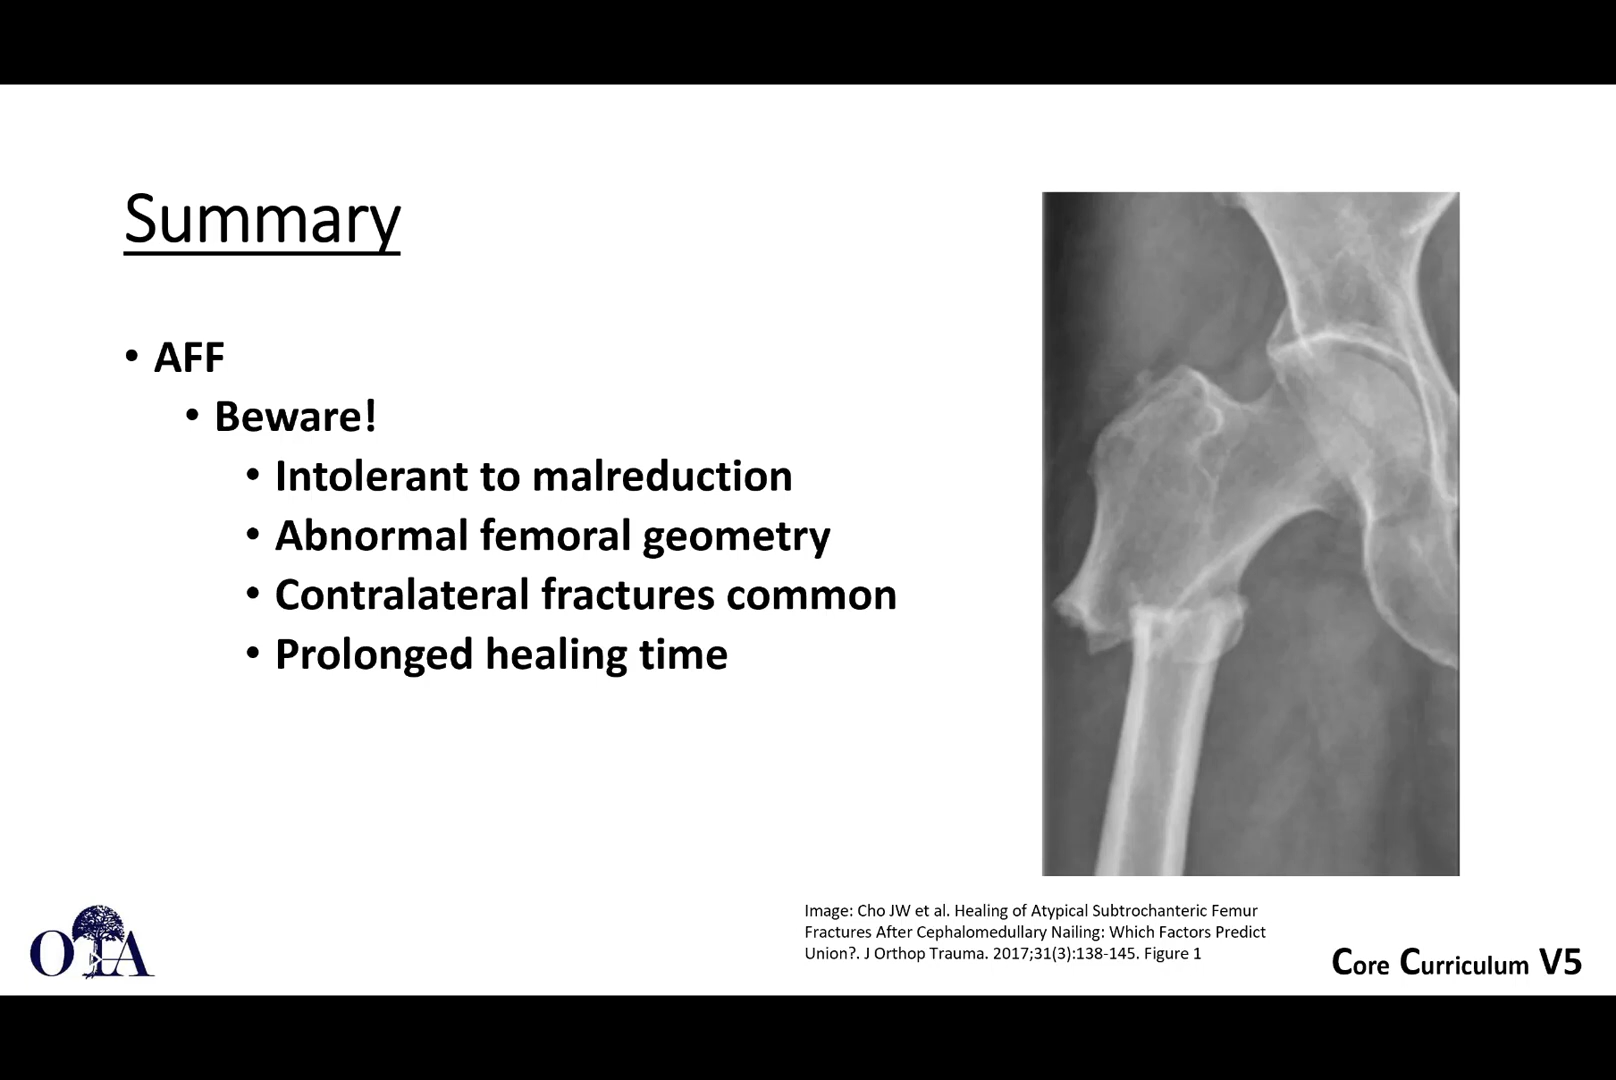 Summary
• AFF
• Beware!
• Intolerant to malreduction
• Abnormal femoral geometry
• Contralateral fractures common
• Prolonged healing time
Image: Cho JW et al. Healing of Atypical Subtrochanteric Femur
Fractures After Cephalomedullary Nailing: Which Factors Predict
Union?. J Orthop Trauma. 2017;31(3):138-145. Figure 1
OTA
Core Curriculum V5